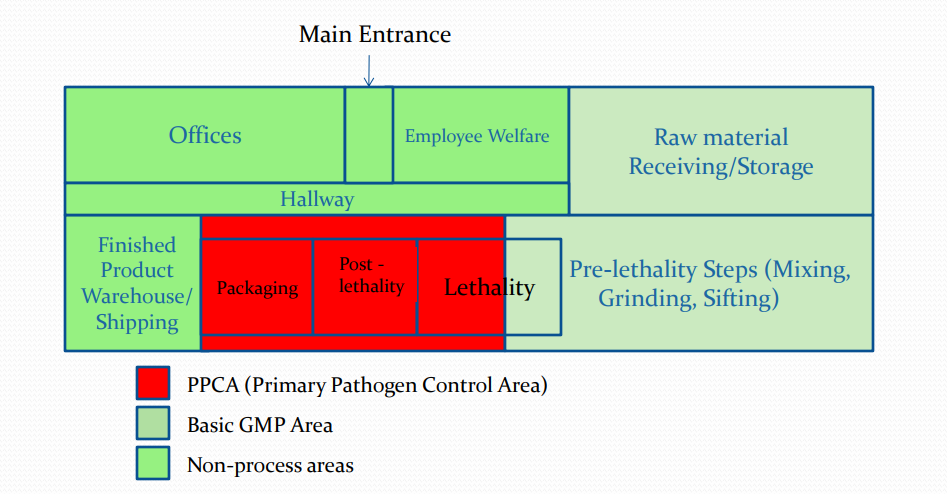 Main Entrance
Offices
Employee Welfare
Raw material
Receiving/Storage
Hallway
Finished
Product
Warehouse/
Shipping
Packaging
Post -
lethality
Lethality
Pre-lethality Steps (Mixing,
Grinding, Sifting)
PPCA (Primary Pathogen Control Area)
Basic GMP Area
Non-process areas